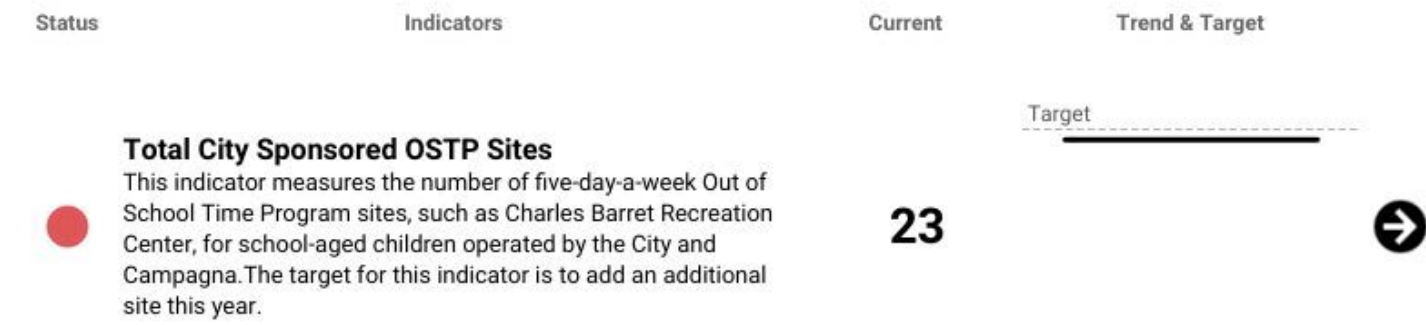 Status Indicators Current Trend & Target
Target
Total City Sponsored OSTP Sites
This indicator measures the number of five-day-a-week Out of
School Time Program sites, such as Charles Barret Recreation
Center, for school-aged children operated by the City and
Campagna.The target for this indicator is to add an additional
site this year.
23